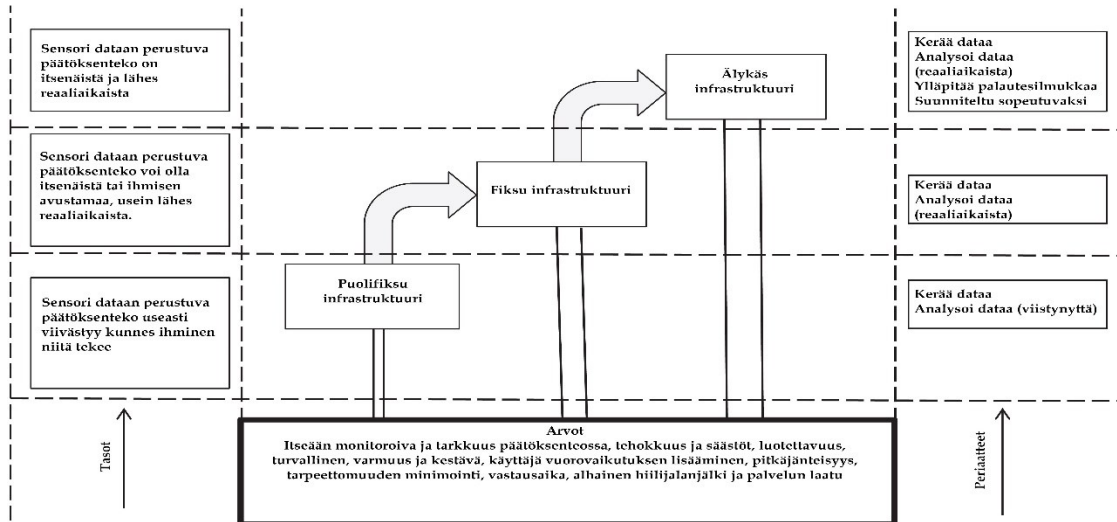 Sensori dataan perustuva
päätöksenteko on
itsenäistä ja lähes
reaaliaikaista
Älykäs
infrastruktuuri
Kerää dataa
Analysoi dataa
(reaaliaikaista)
Ylläpitää palautesilmukkaa
Suunniteltu sopeutuvaksi
Sensori dataan perustuva
päätöksenteko voi olla
itsenäistä tai ihmisen
avustamaa, usein lähes
reaaliaikaista.
Fiksu infrastruktuuri
Kerää dataa
Analysoi dataa
(reaaliaikaista)
Sensori dataan perustuva
päätöksenteko useasti
viivästyy kunnes ihminen
niitä tekee
Puolifiksu
infrastruktuuri
Kerää dataa
Analysoi dataa (viistynyttä)
Tasot
Arvot
Itseään monitoroiva ja tarkkuus päätöksenteossa, tehokkuus ja säästöt, luotettavuus,
turvallinen, varmuus ja kestävä, käyttäjä vuorovaikutuksen lisääminen, pitkäjänteisyys,
tarpeettomuuden minimointi, vastausaika, alhainen hiilijalanjälki ja palvelun laatu
Periaatteet